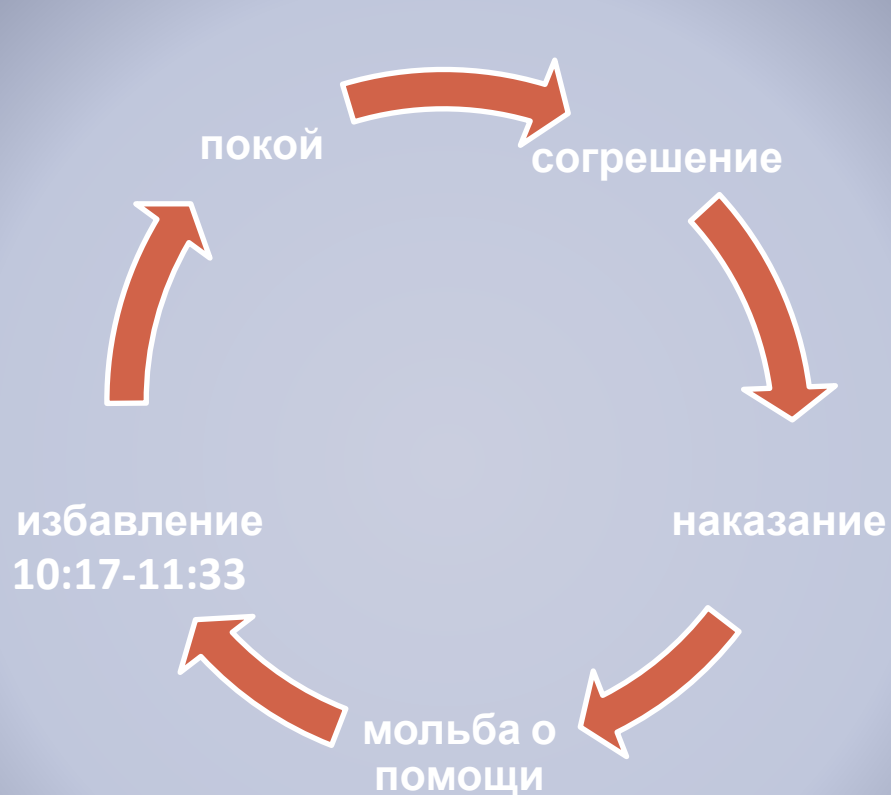 покой
согрешение
наказание
мольба о
помощи
избавление
10:17-11:33